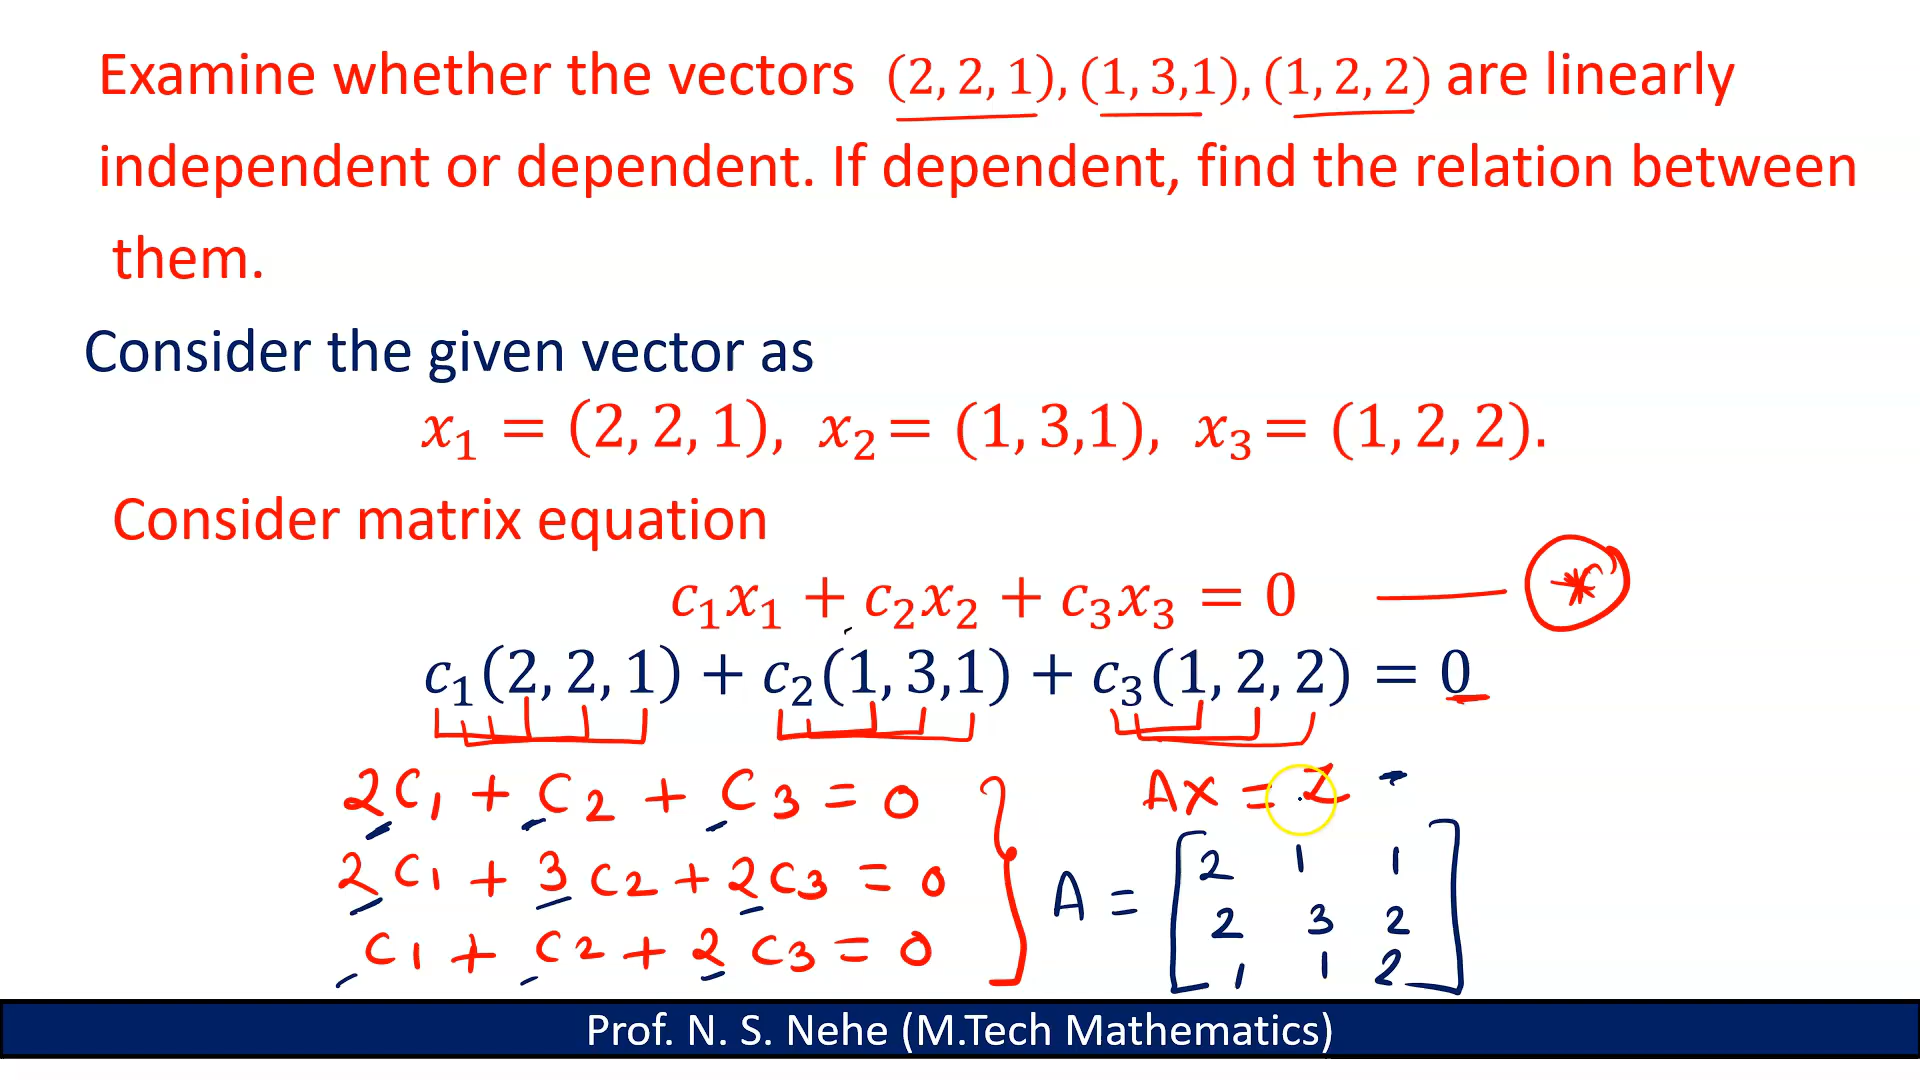 Examine whether the vectors (2, 2, 1), (1, 3,1), (1, 2, 2) are linearly
independent or dependent. If dependent, find the relation between
them.
Consider the given vector as
x₁ = (2, 2, 1), x₂ = (1, 3,1), x₃ = (1, 2, 2).
Consider matrix equation
c₁x₁ + c₂x₂ + c₃x₃ = 0 —— *
c₁(2, 2, 1) + c₂(1, 3,1) + c₃(1, 2, 2) = 0
2C₁ + C₂ + C₃ = 0
2C₁ + 3C₂ + 2C₃ = 0
C₁ + C₂ + 2C₃ = 0
AX = Z
A = [2 1 1
2 3 2
1 1 2]
Prof. N. S. Nehe (M.Tech Mathematics)